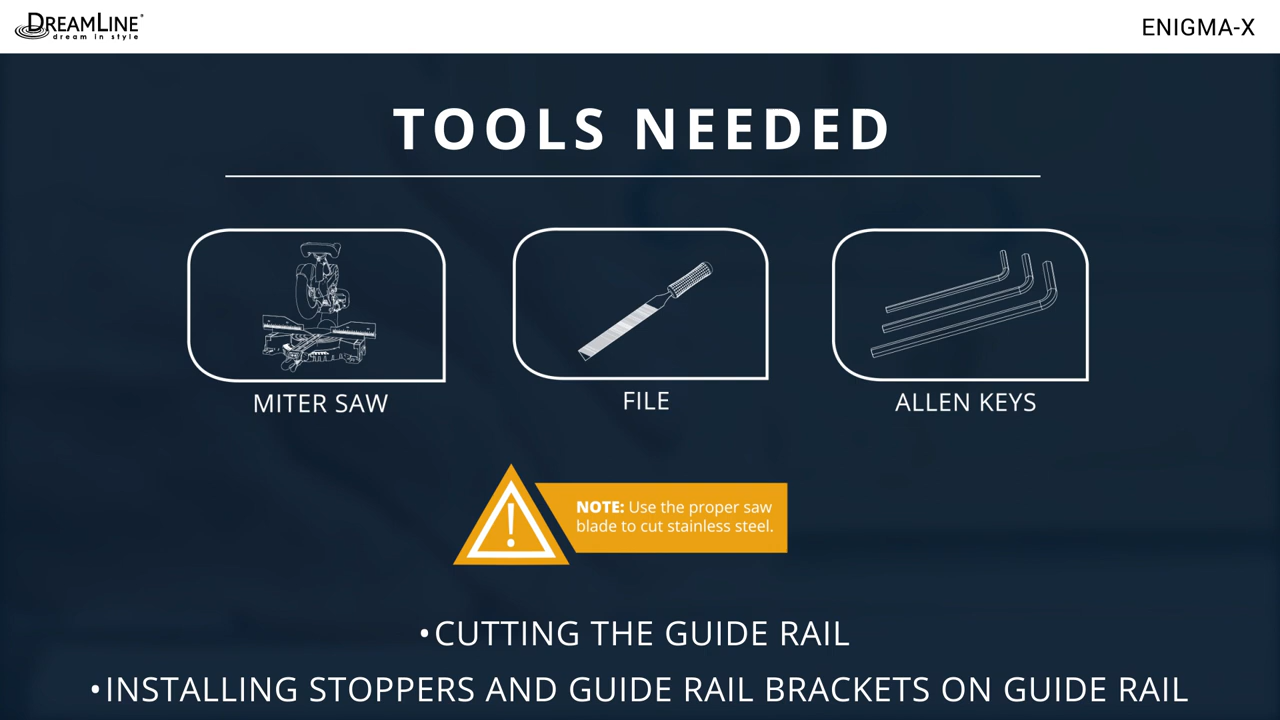 DREAMLINE®
dream in style
ENIGMA-X
TOOLS NEEDED
MITER SAW
FILE
ALLEN KEYS
NOTE: Use the proper saw
blade to cut stainless steel.
•CUTTING THE GUIDE RAIL
•INSTALLING STOPPERS AND GUIDE RAIL BRACKETS ON GUIDE RAIL